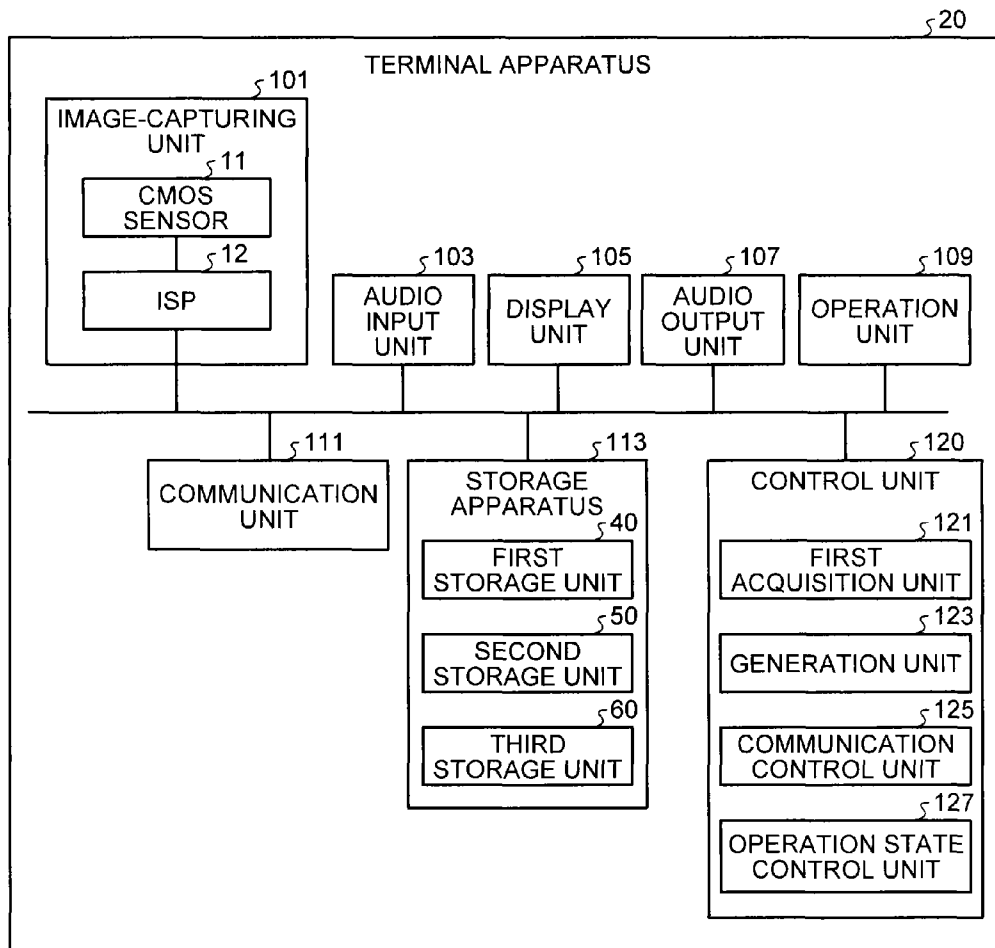 20
TERMINAL APPARATUS
101
IMAGE-CAPTURING
UNIT
11
CMOS
SENSOR
12
ISP
103
AUDIO
INPUT
UNIT
105
DISPLAY
UNIT
107
AUDIO
OUTPUT
UNIT
109
OPERATION
UNIT
111
COMMUNICATION
UNIT
113
STORAGE
APPARATUS
40
FIRST
STORAGE UNIT
50
SECOND
STORAGE UNIT
60
THIRD
STORAGE UNIT
120
CONTROL UNIT
121
FIRST
ACQUISITION UNIT
123
GENERATION UNIT
125
COMMUNICATION
CONTROL UNIT
127
OPERATION STATE
CONTROL UNIT